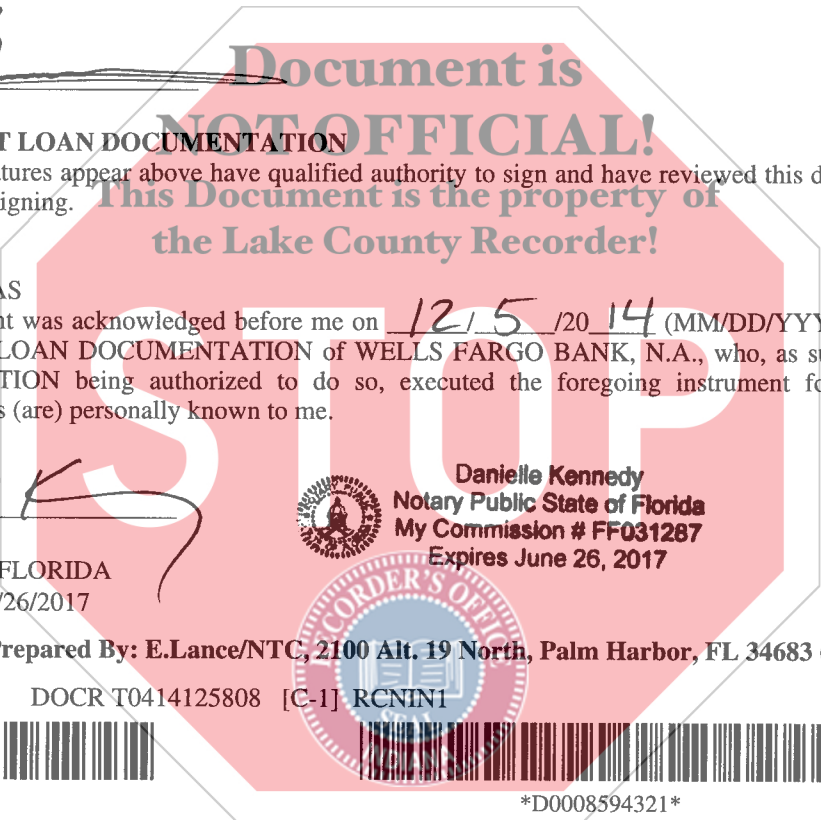 Document is
NOT OFFICIAL!
T LOAN DOCUMENTATION
tures appear above have qualified authority to sign and have reviewed this d
igning.
This Document is the property of
the Lake County Recorder!
AS
nt was acknowledged before me on 12/5/2014 (MM/DD/YYY
LOAN DOCUMENTATION of WELLS FARGO BANK, N.A., who, as su
TION being authorized to do so, executed the foregoing instrument fo
s (are) personally known to me.
STOP
Danielle Kennedy
Notary Public State of Florida
My Commission # FF031287
Expires June 26, 2017
FLORIDA
/26/2017
Prepared By: E.Lance/NTC, 2100 Alt. 19 North, Palm Harbor, FL 34683
DOCR T0414125808 [C-1] RCNIN1
RECORDER'S OFFICE
SEAL
INDIANA
*D0008594321*